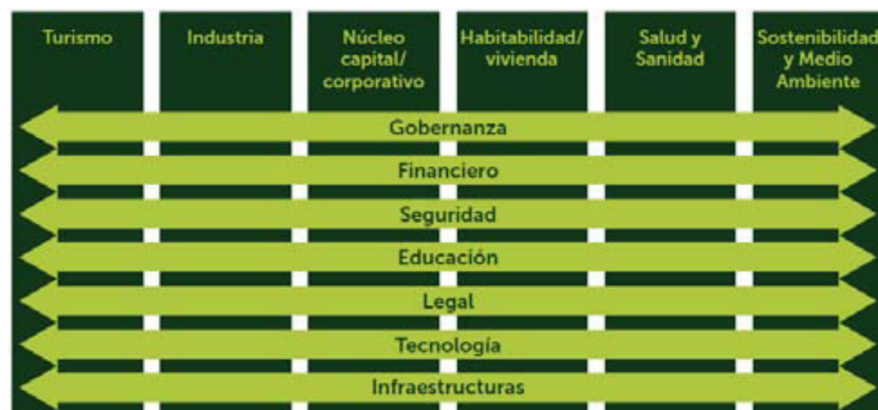 Turismo
Industria
Núcleo
capital/
corporativo
Habitabilidad/
vivienda
Salud y
Sanidad
Sostenibilidad
y Medio
Ambiente
Gobernanza
Financiero
Seguridad
Educación
Legal
Tecnología
Infraestructuras